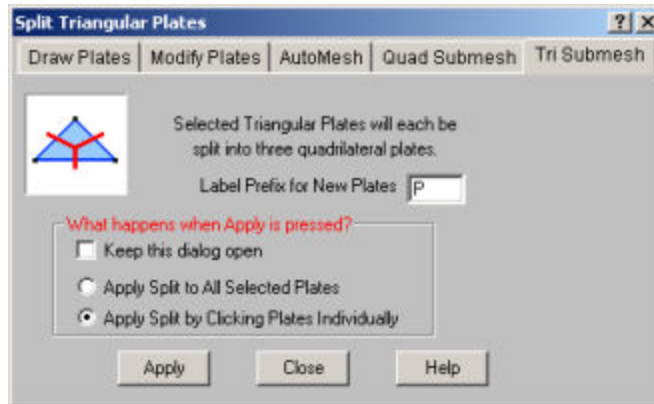 Split Triangular Plates
Draw Plates Modify Plates AutoMesh Quad Submesh Tri Submesh
Selected Triangular Plates will each be
split into three quadrilateral plates.
Label Prefix for New Plates P
What happens when Apply is pressed?
Keep this dialog open
Apply Split to All Selected Plates
Apply Split by Clicking Plates Individually
Apply Close Help